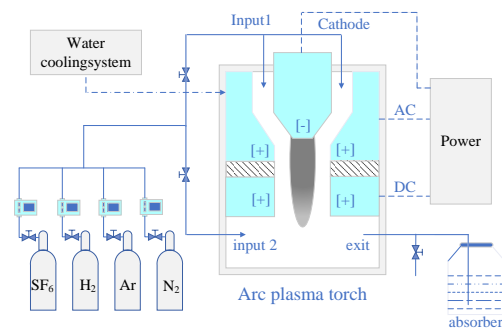 Input1
Cathode
Water
coolingsystem
[-]
AC
[+]
[+]
Power
DC
[+]
[+]
input 2
exit
SF6
H2
Ar
N2
Arc plasma torch
absorber